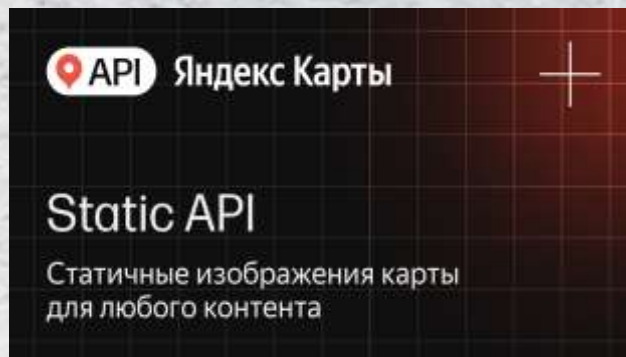 API Яндекс Карты
Static API
Статичные изображения карты
для любого контента